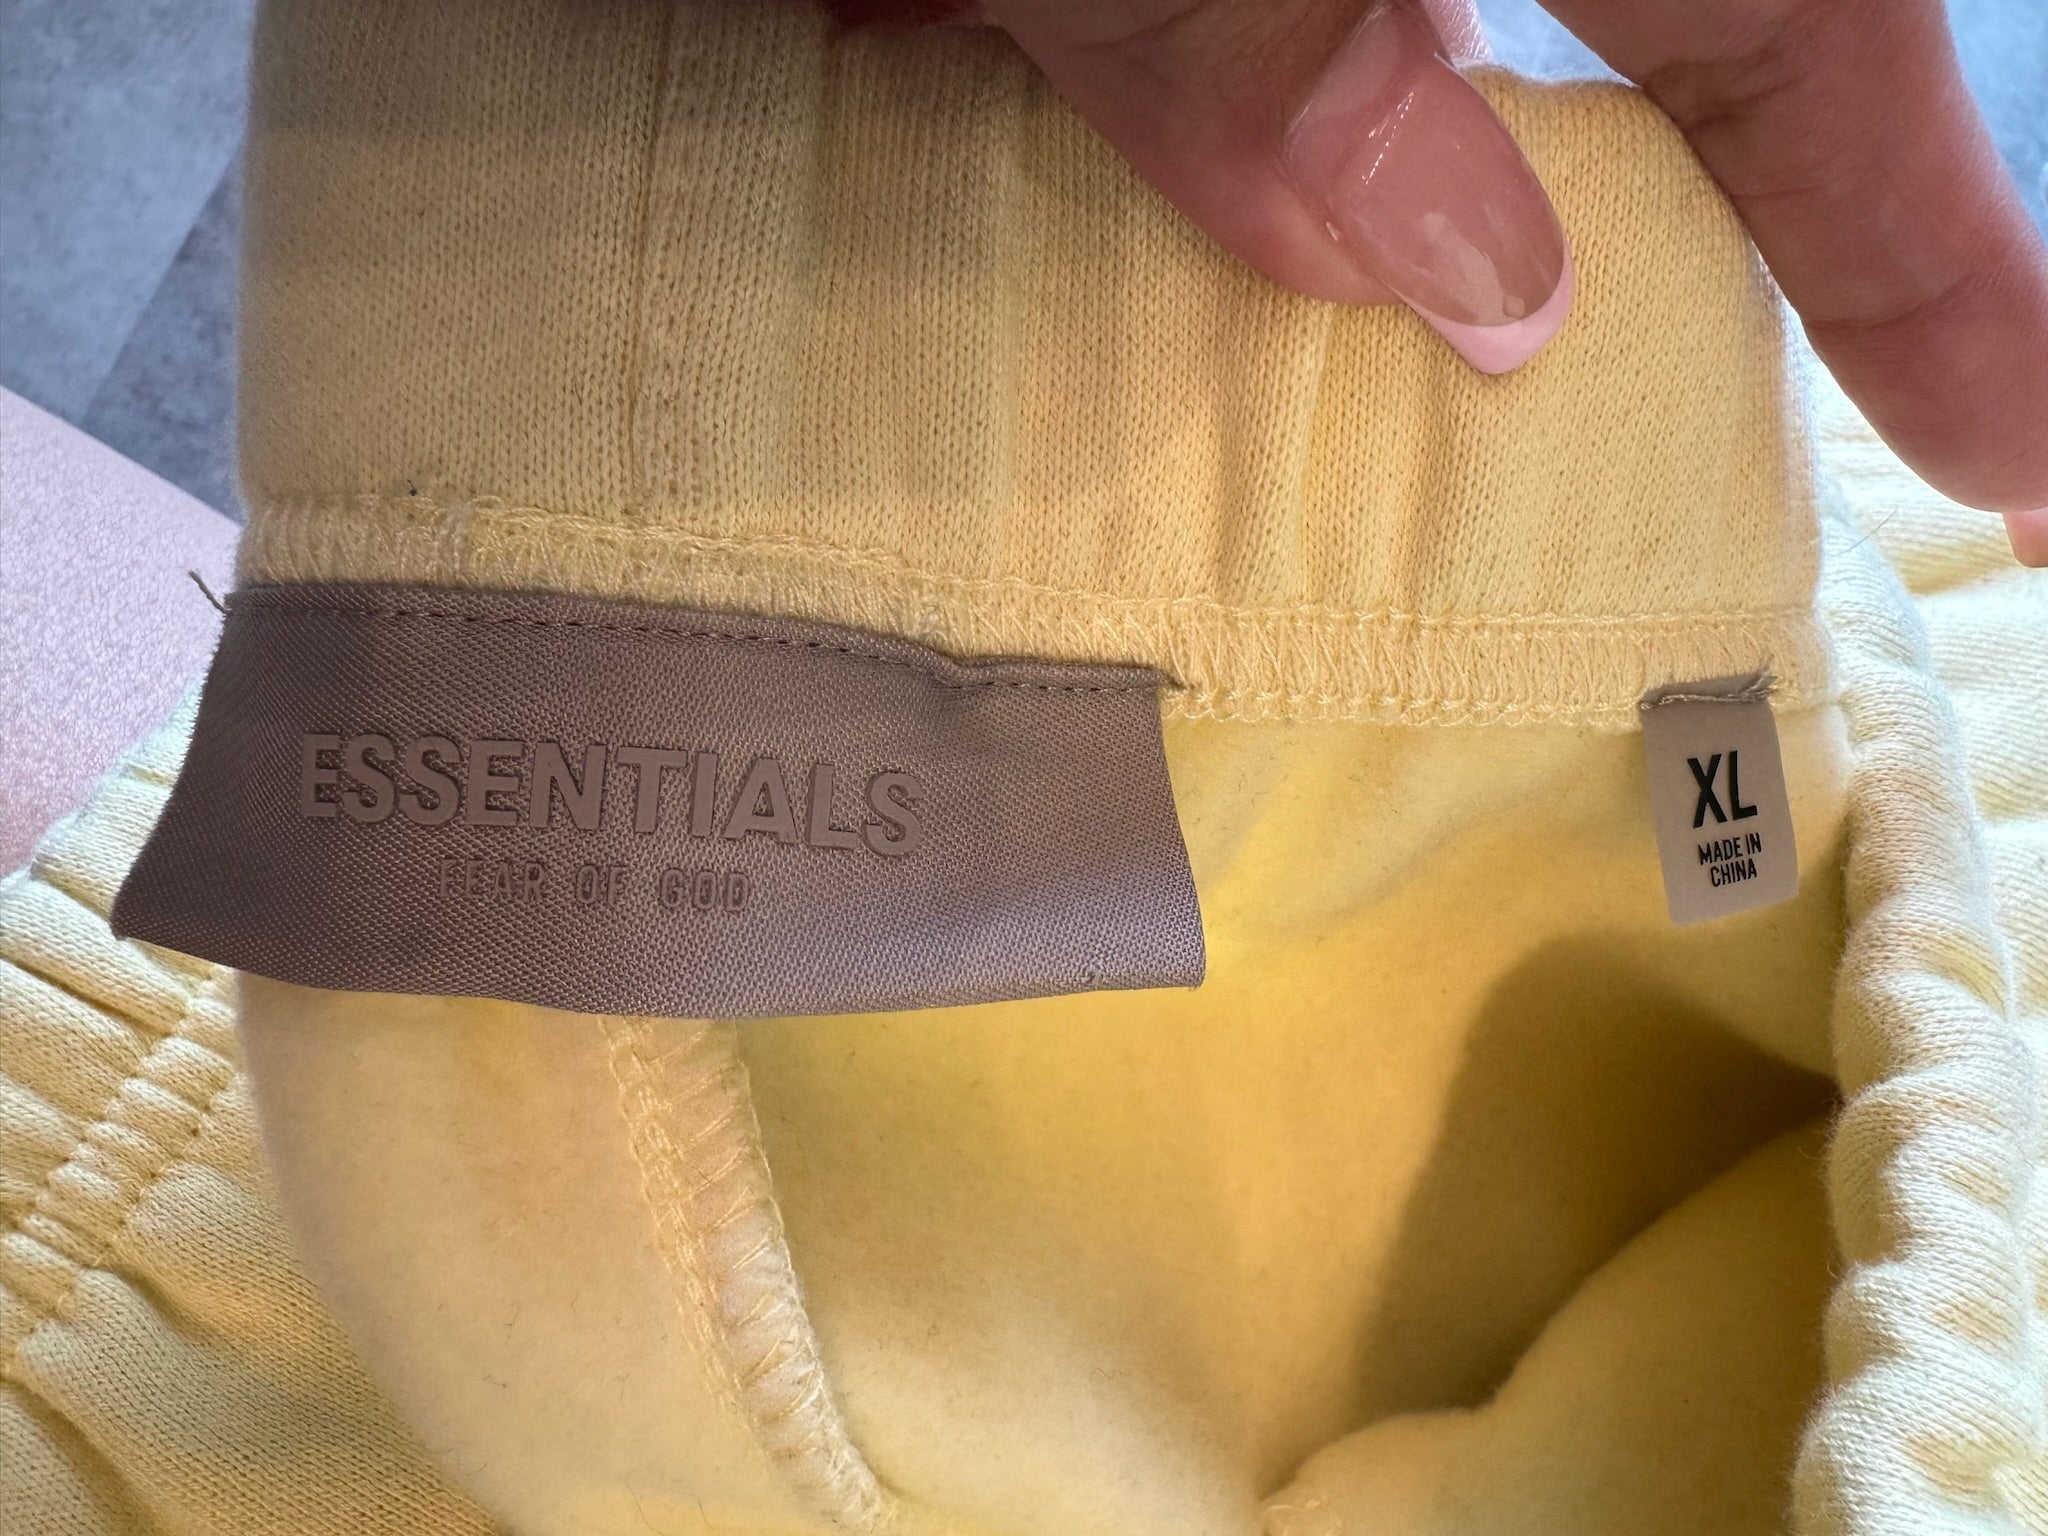 ESSENTIALS
FEAR OF GOD
XL
MADE IN
CHINA